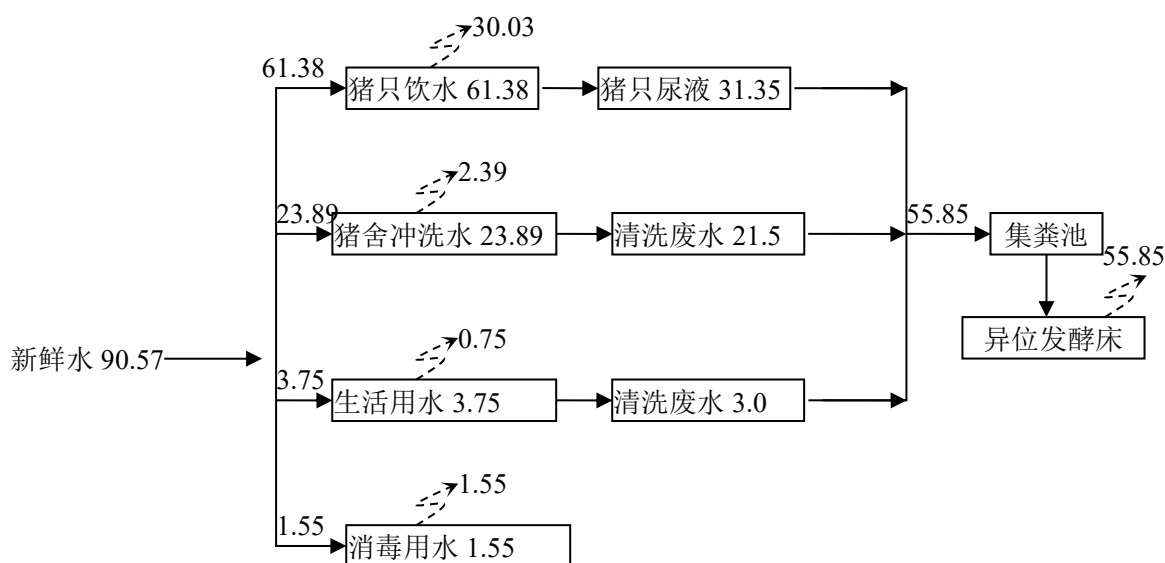 30.03
61.38
猪只饮水 61.38
猪只尿液 31.35
2.39
23.89
猪舍冲洗水 23.89
清洗废水 21.5
55.85
集粪池
55.85
异位发酵床
0.75
新鲜水 90.57
3.75
生活用水 3.75
清洗废水 3.0
1.55
1.55
消毒用水 1.55